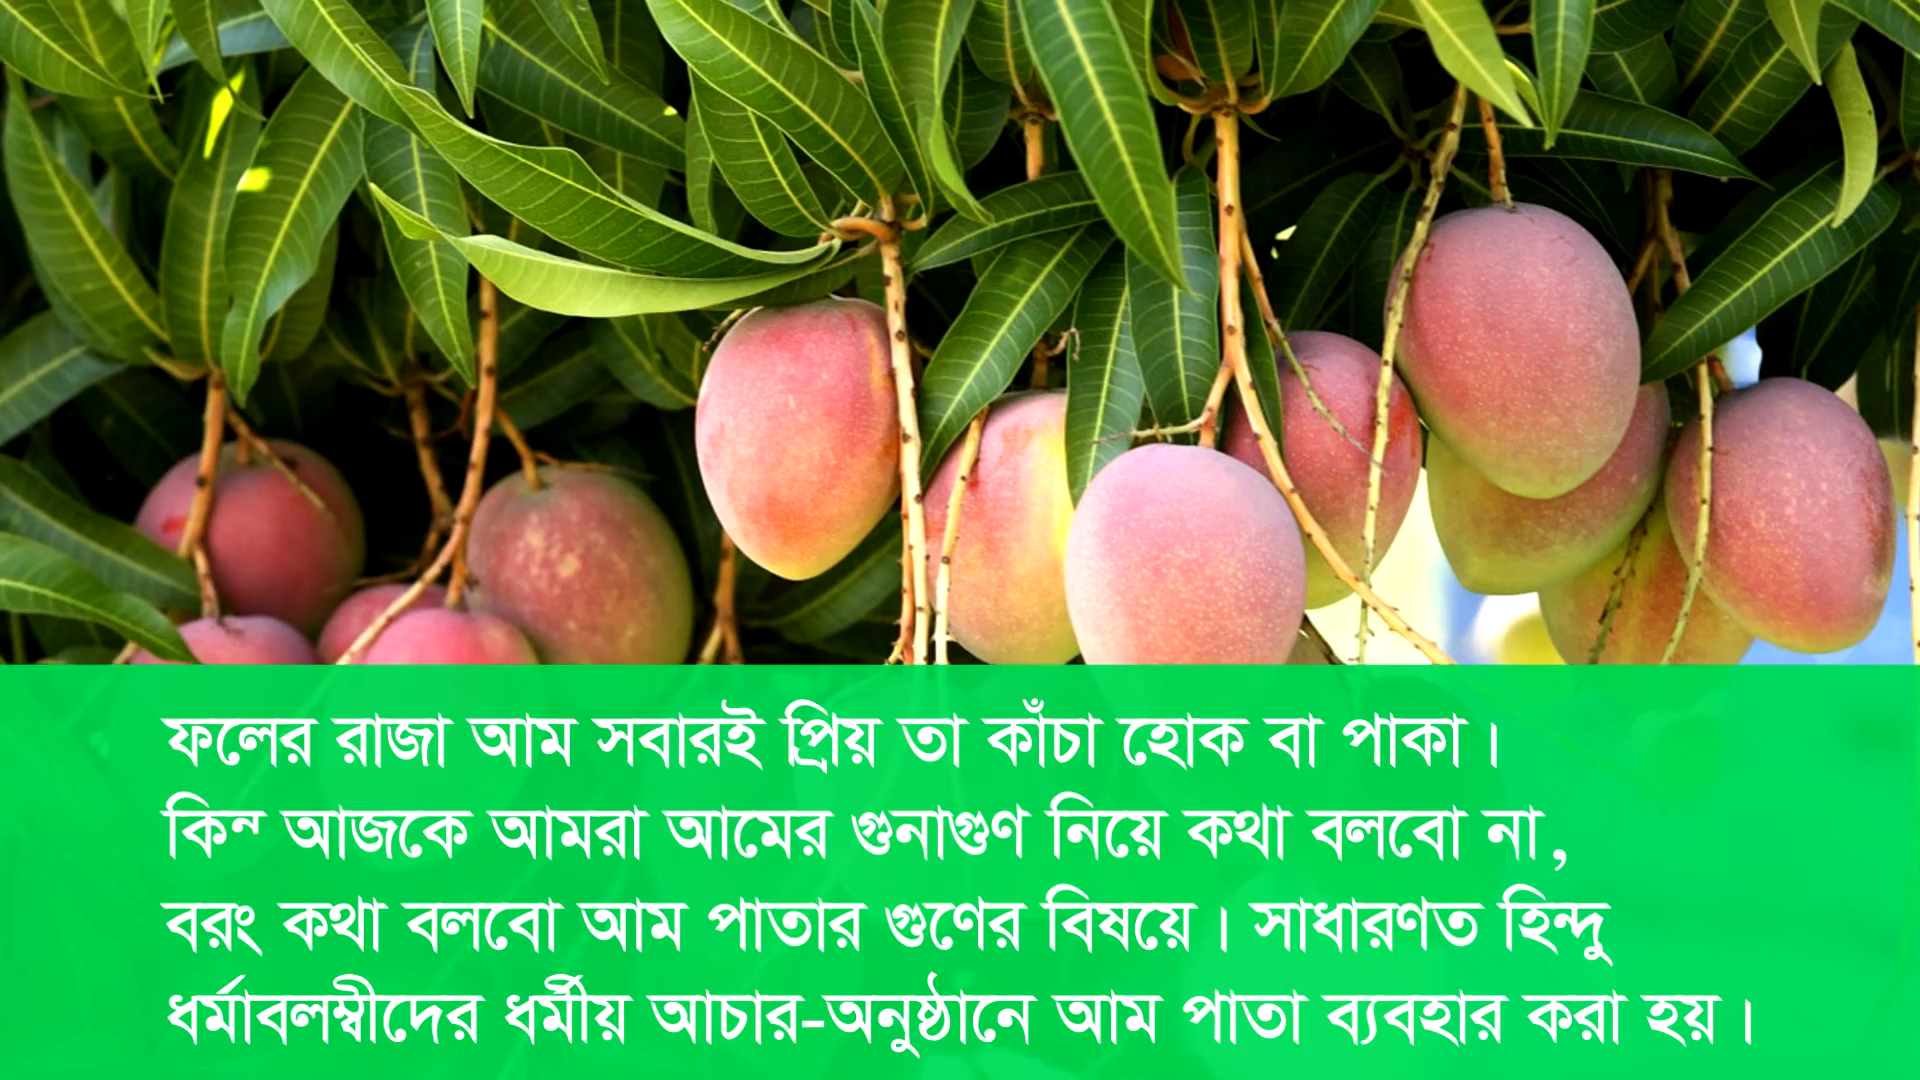 ফলের রাজা আম সবারই প্রিয় তা কাঁচা হোক বা পাকা।
কিন্তু আজকে আমরা আমের গুনাগুণ নিয়ে কথা বলবো না,
বরং কথা বলবো আম পাতার গুণের বিষয়ে। সাধারণত হিন্দু
ধর্মাবলম্বীদের ধর্মীয় আচার-অনুষ্ঠানে আম পাতা ব্যবহার করা হয়।